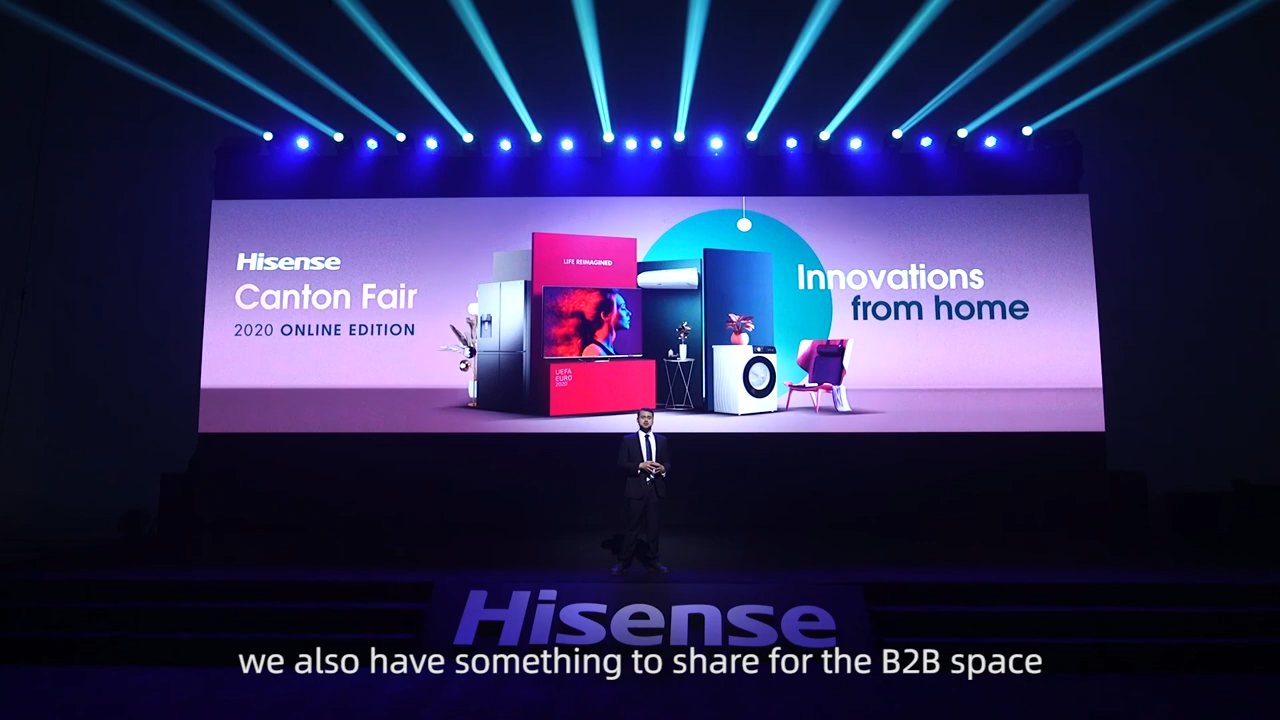 Hisense
Canton Fair
2020 ONLINE EDITION
LIFE REIMAGINED
UEFA
EURO
2020
Innovations
from home
Hisense
we also have something to share for the B2B space